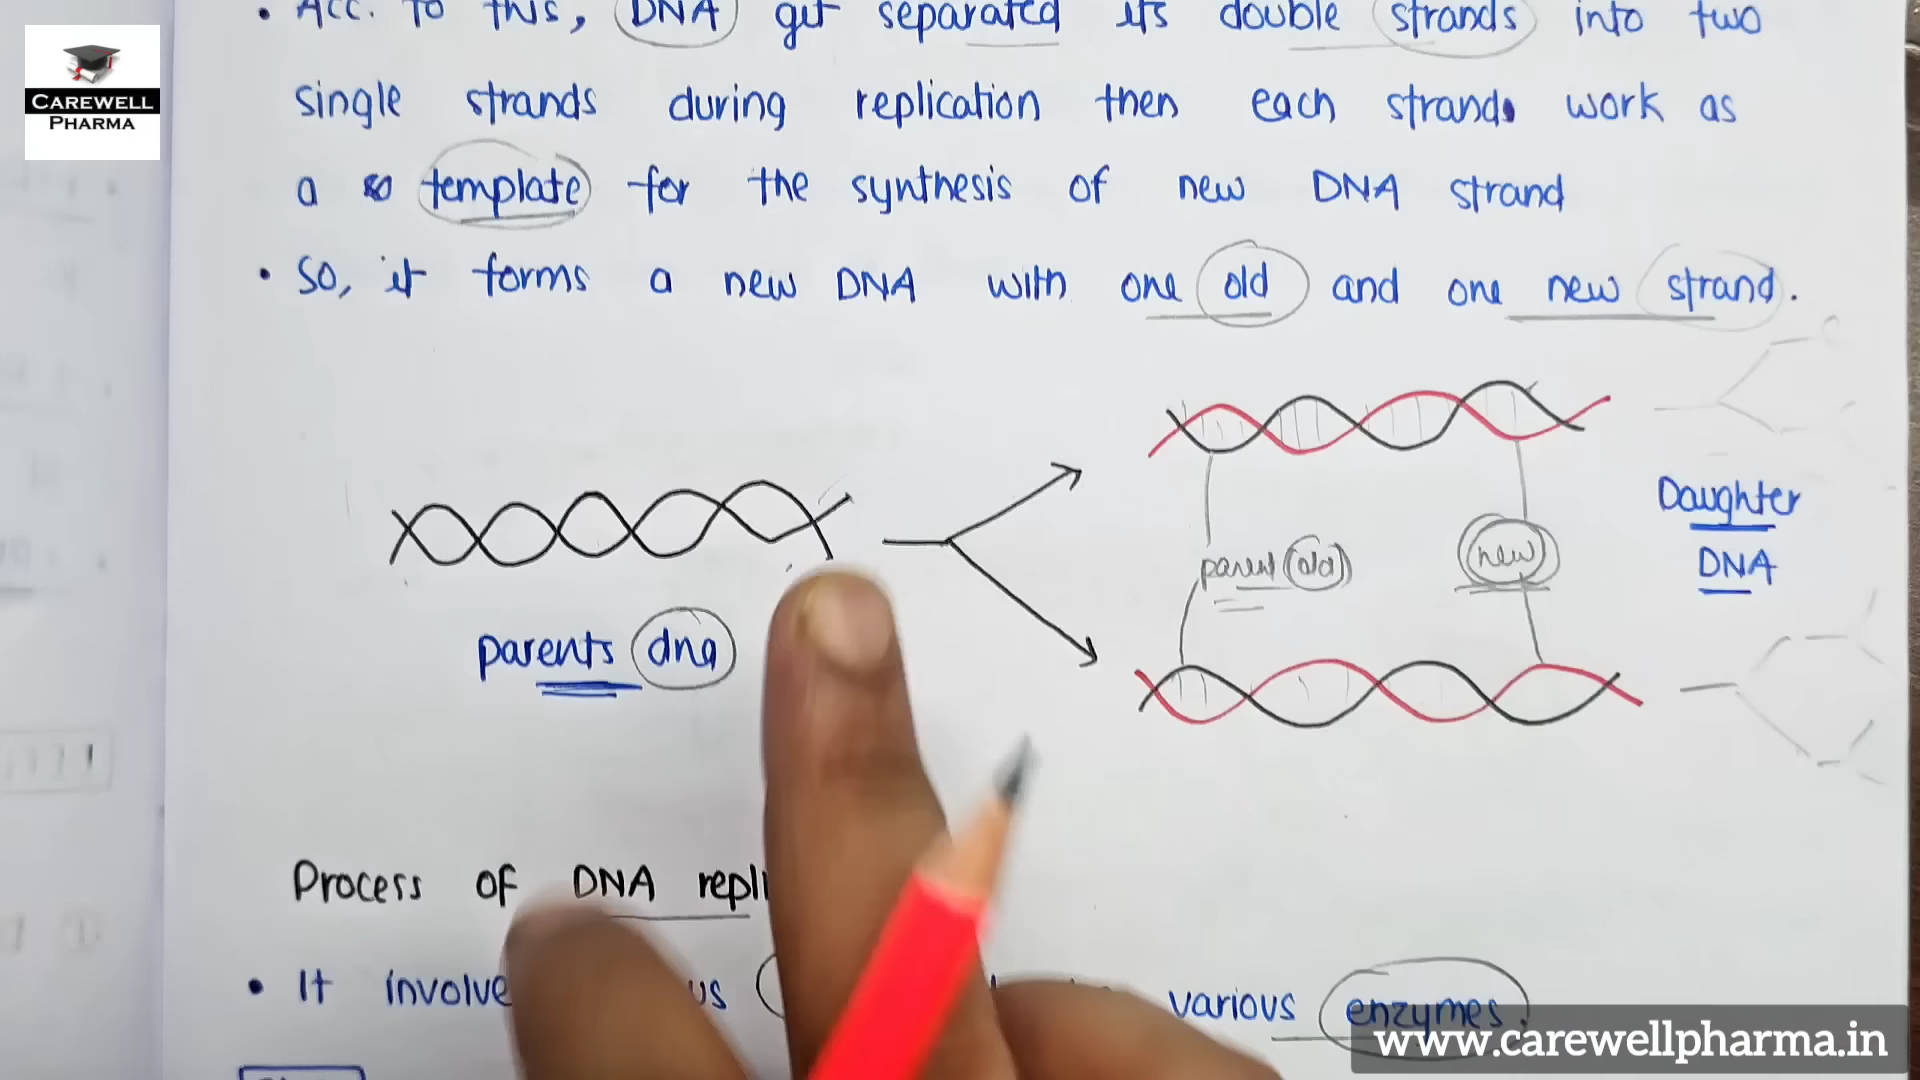 • Acc. To this, DNA get separated its double strands into two
CAREWELL
PHARMA
single strands during replication then each strand work as
a template for the synthesis of new DNA strand
• So, it forms a new DNA with one old and one new strand.
Daughter
DNA
parent (old)
new
parents dna
Process of DNA repli
• It involve us various enzymes.
www.carewellpharma.in